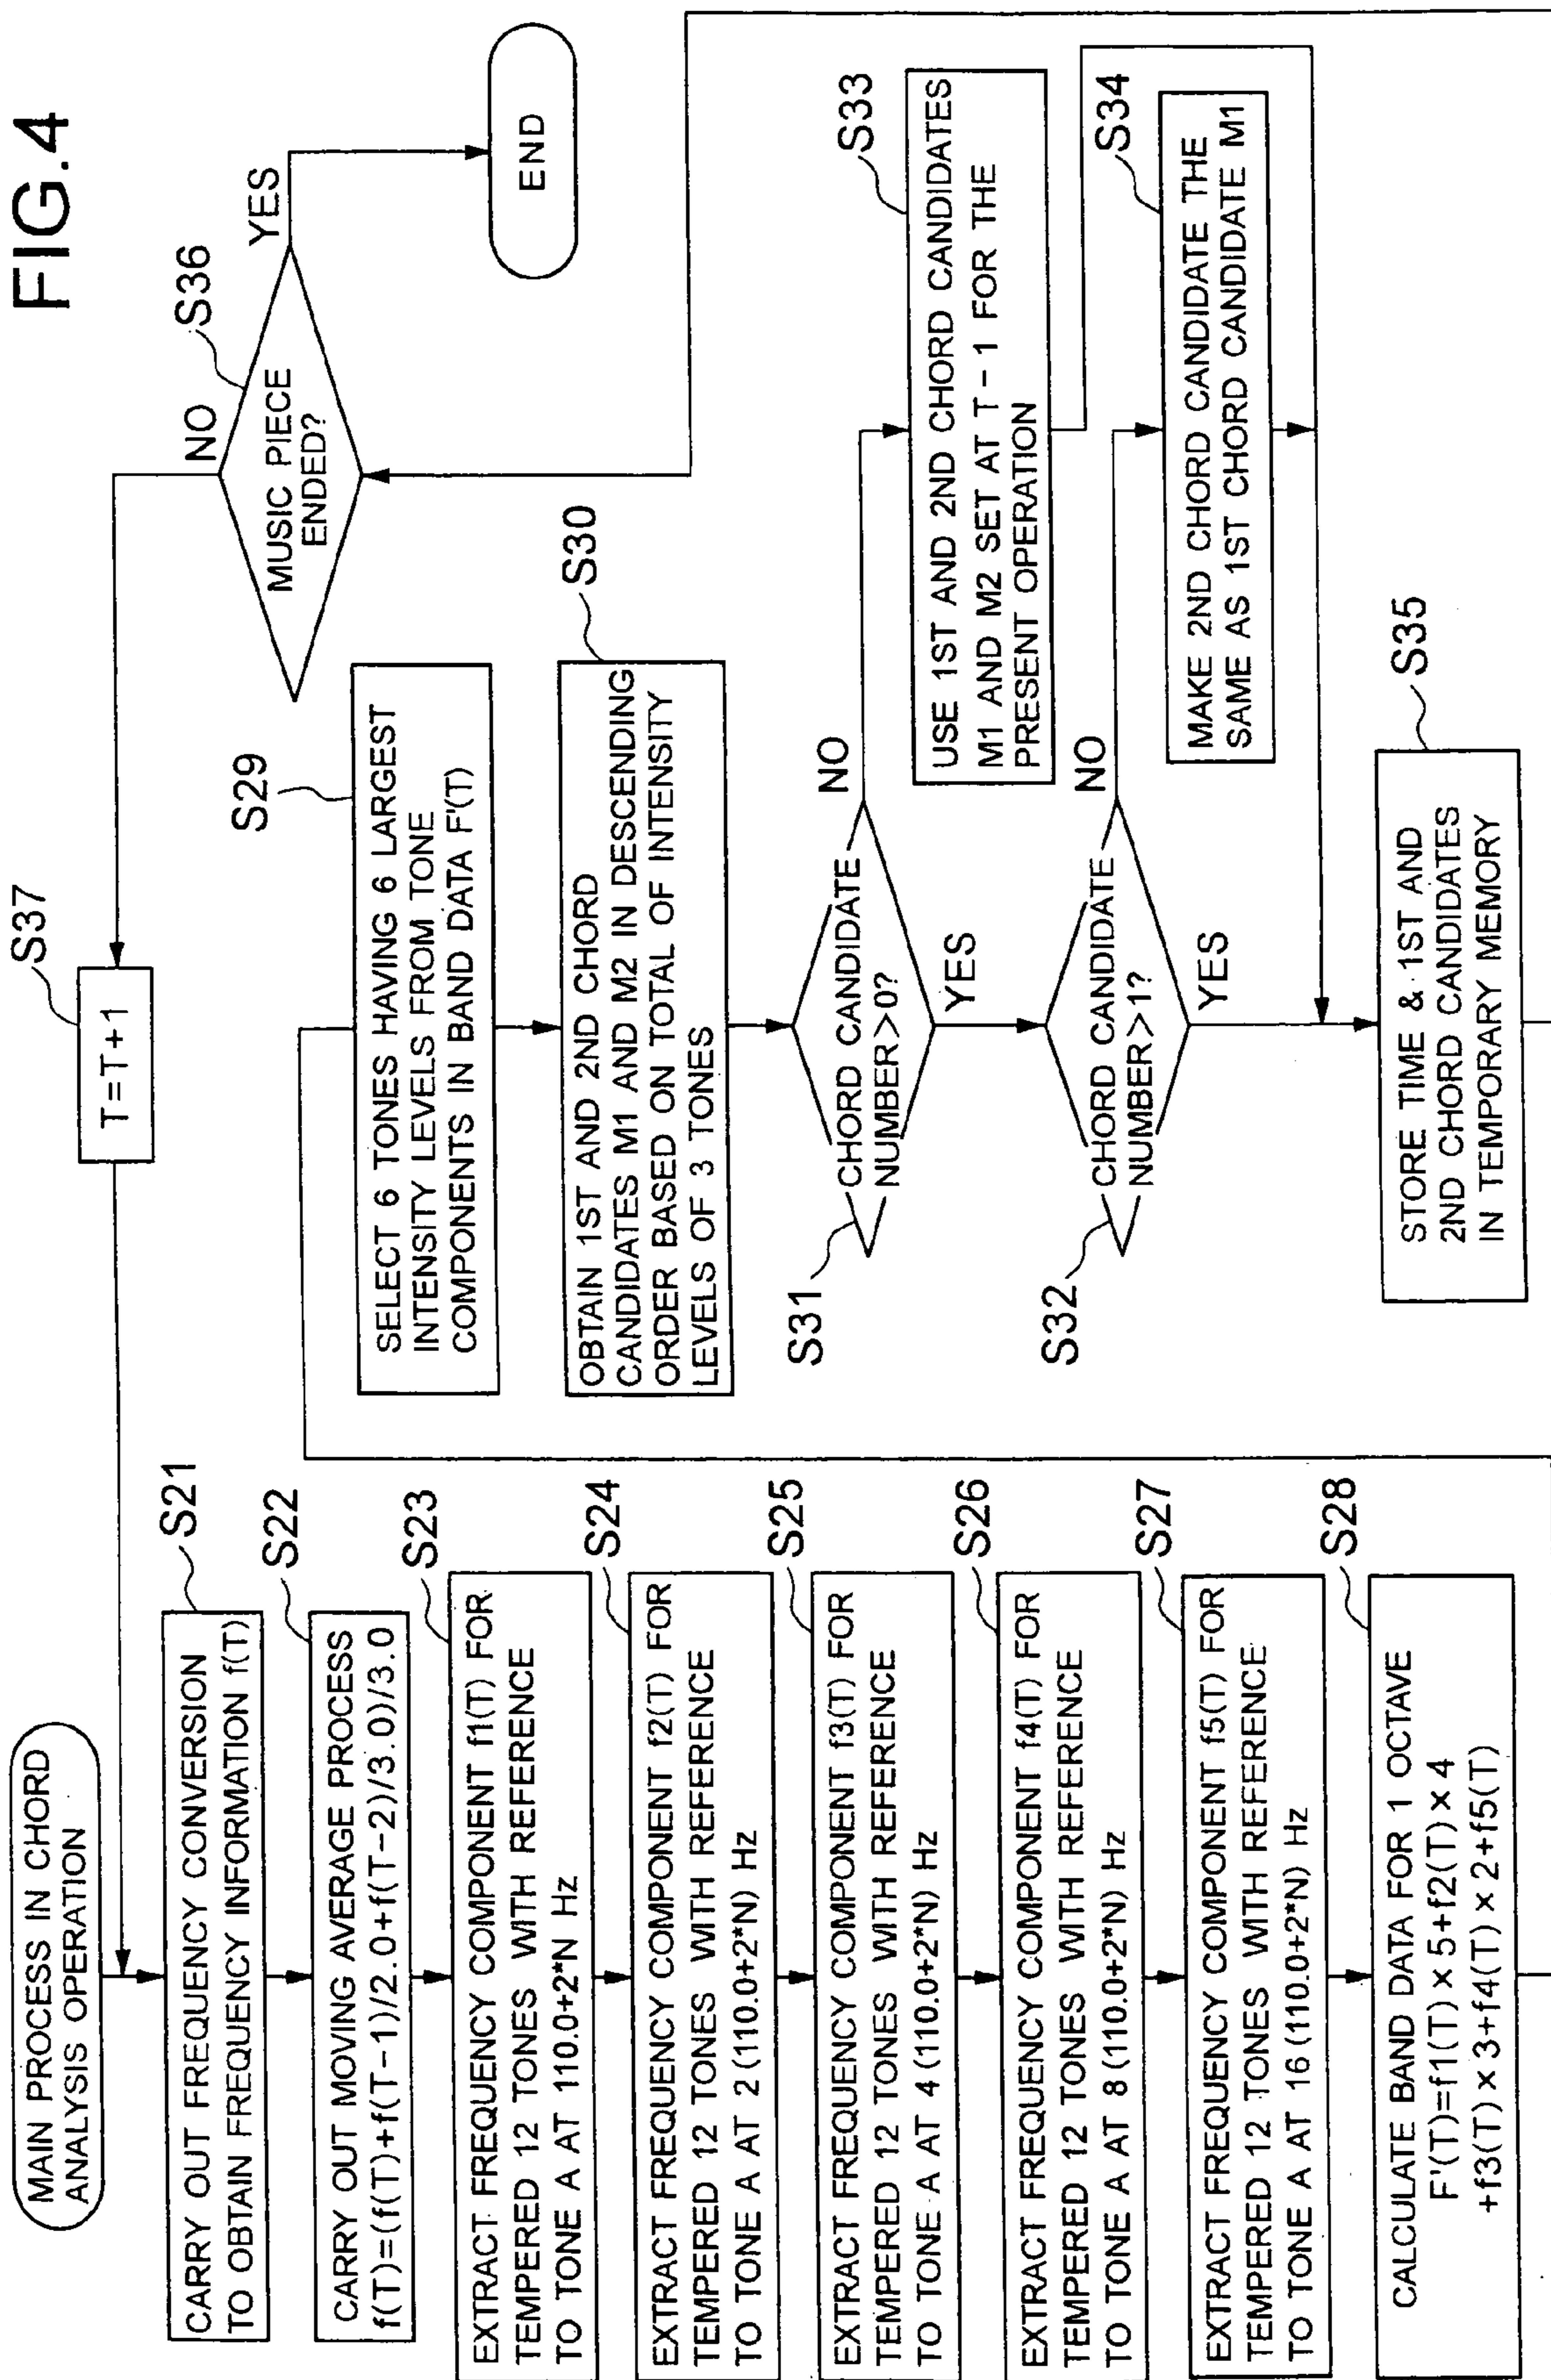 FIG.4
MAIN PROCESS IN CHORD
ANALYSIS OPERATION
S21
CARRY OUT FREQUENCY CONVERSION
TO OBTAIN FREQUENCY INFORMATION f(T)
S22
CARRY OUT MOVING AVERAGE PROCESS
f(T)=(f(T)+f(T-1)/2.0+f(T-2)/3.0)/3.0
S23
EXTRACT FREQUENCY COMPONENT f1(T) FOR
TEMPERED 12 TONES WITH REFERENCE
TO TONE A AT 110.0+2*N Hz
S24
EXTRACT FREQUENCY COMPONENT f2(T) FOR
TEMPERED 12 TONES WITH REFERENCE
TO TONE A AT 2 (110.0+2*N) Hz
S25
EXTRACT FREQUENCY COMPONENT f3(T) FOR
TEMPERED 12 TONES WITH REFERENCE
TO TONE A AT 4 (110.0+2*N) Hz
S26
EXTRACT FREQUENCY COMPONENT f4(T) FOR
TEMPERED 12 TONES WITH REFERENCE
TO TONE A AT 8 (110.0+2*N) Hz
S27
EXTRACT FREQUENCY COMPONENT f5(T) FOR
TEMPERED 12 TONES WITH REFERENCE
TO TONE A AT 16 (110.0+2*N) Hz
S28
CALCULATE BAND DATA FOR 1 OCTAVE
F'(T)=f1(T)×5+f2(T)×4
+f3(T)×3+f4(T)×2+f5(T)
S29
SELECT 6 TONES HAVING 6 LARGEST
INTENSITY LEVELS FROM TONE
COMPONENTS IN BAND DATA F'(T)
S30
OBTAIN 1ST AND 2ND CHORD
CANDIDATES M1 AND M2 IN DESCENDING
ORDER BASED ON TOTAL OF INTENSITY
LEVELS OF 3 TONES
S31
CHORD CANDIDATE
NUMBER>0?
NO
YES
S33
USE 1ST AND 2ND CHORD CANDIDATES
M1 AND M2 SET AT T-1 FOR THE
PRESENT OPERATION
S32
CHORD CANDIDATE
NUMBER>1?
NO
YES
S34
MAKE 2ND CHORD CANDIDATE THE
SAME AS 1ST CHORD CANDIDATE M1
S35
STORE TIME & 1ST AND
2ND CHORD CANDIDATES
IN TEMPORARY MEMORY
S36
MUSIC PIECE
ENDED?
NO
YES
END
S37
T=T+1